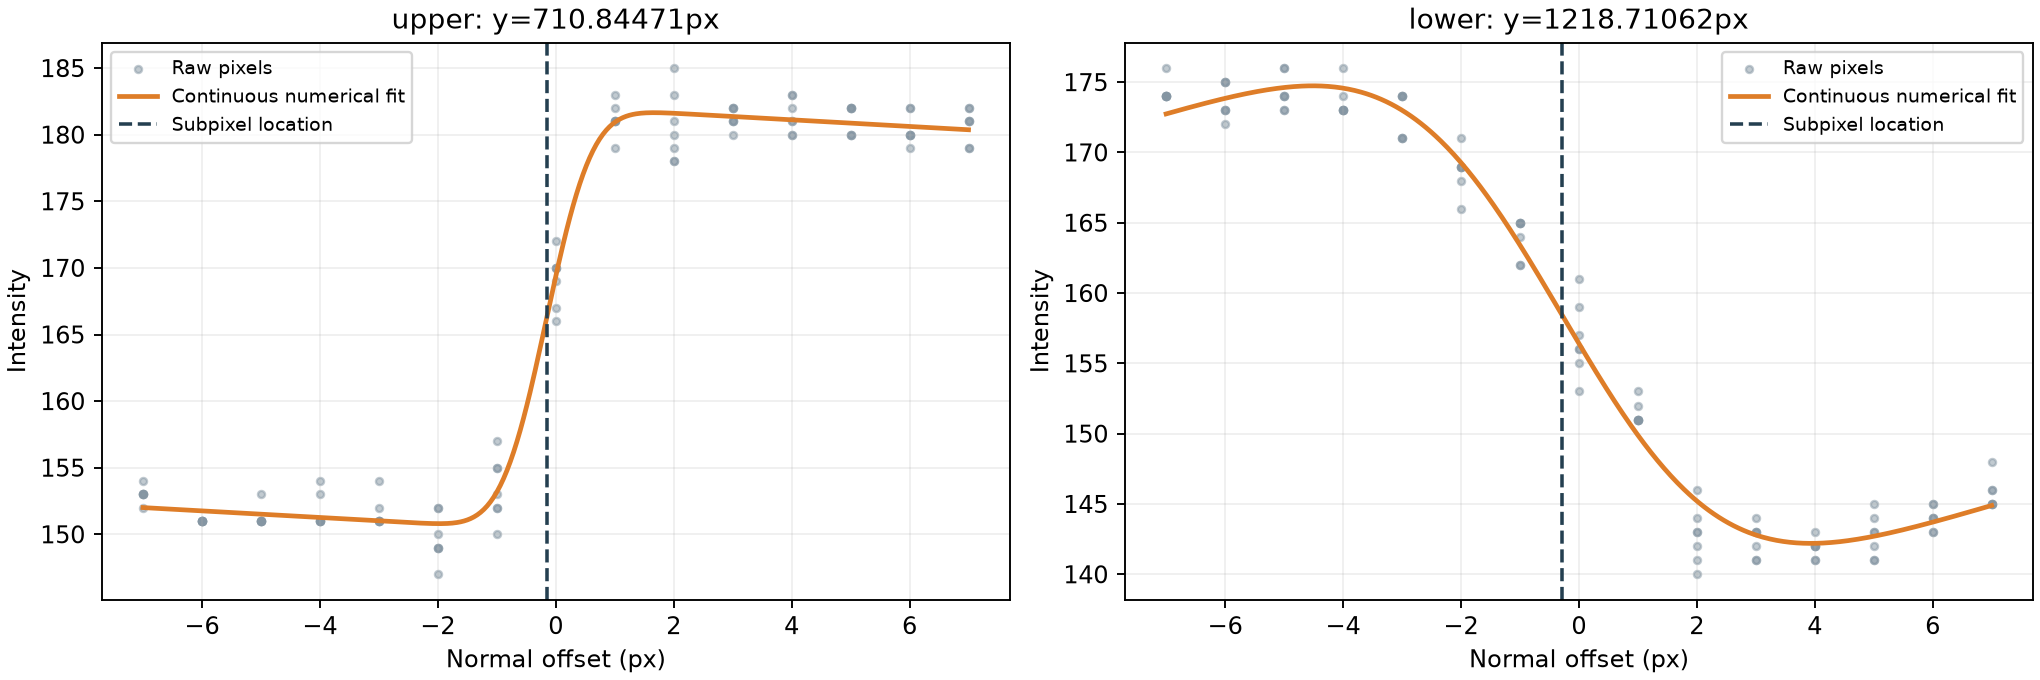 upper: y=710.84471px
185
180
175
170
165
160
155
150
Intensity
Raw pixels
Continuous numerical fit
Subpixel location
−6
−4
−2
0
2
4
6
Normal offset (px)
lower: y=1218.71062px
175
170
165
160
155
150
145
140
Intensity
Raw pixels
Continuous numerical fit
Subpixel location
−6
−4
−2
0
2
4
6
Normal offset (px)